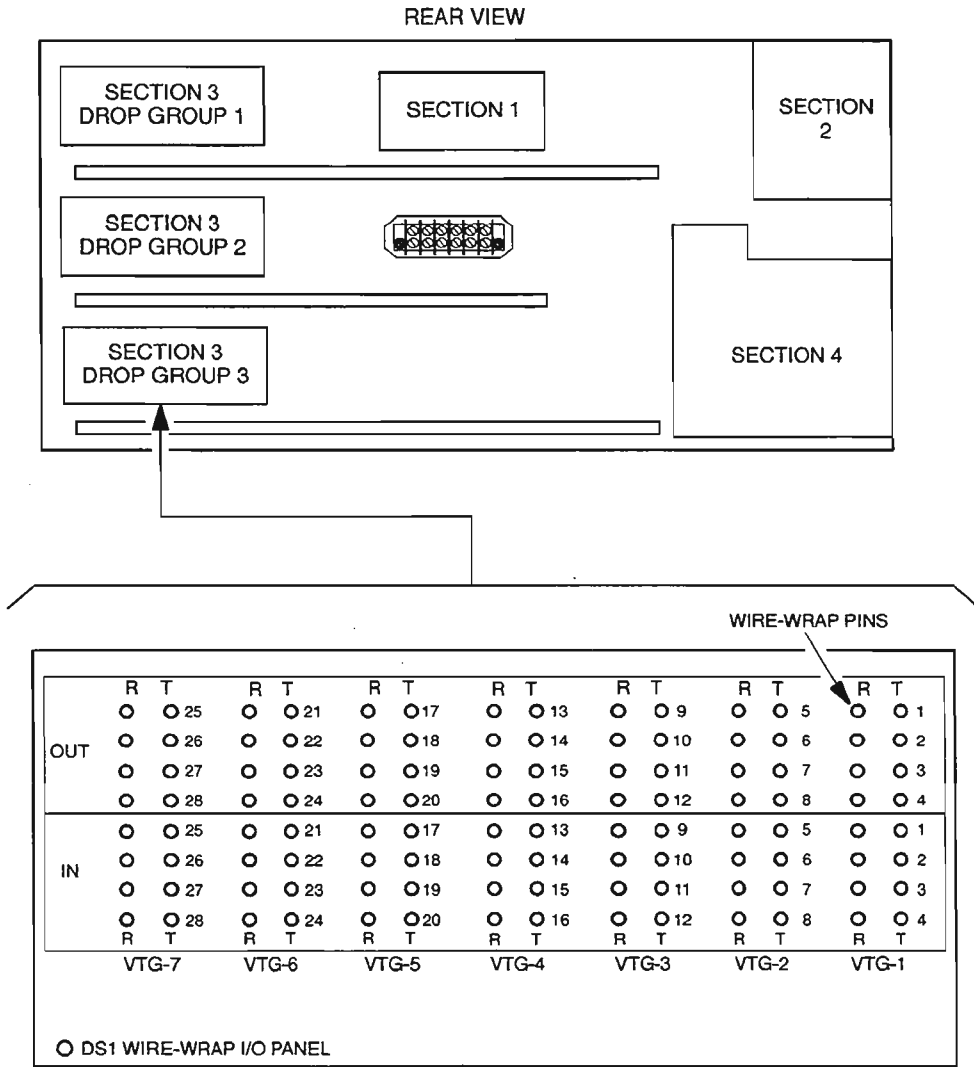 REAR VIEW
SECTION 3
DROP GROUP 1
SECTION 1
SECTION
2
SECTION 3
DROP GROUP 2
SECTION 3
DROP GROUP 3
SECTION 4
WIRE-WRAP PINS
R T R T R T R T R T R T R T
25 21 17 13 9 5 1
OUT
26 22 18 14 10 6 2
27 23 19 15 11 7 3
28 24 20 16 12 8 4
25 21 17 13 9 5 1
IN
26 22 18 14 10 6 2
27 23 19 15 11 7 3
28 24 20 16 12 8 4
R T R T R T R T R T R T R T
VTG-7 VTG-6 VTG-5 VTG-4 VTG-3 VTG-2 VTG-1
DS1 WIRE-WRAP I/O PANEL